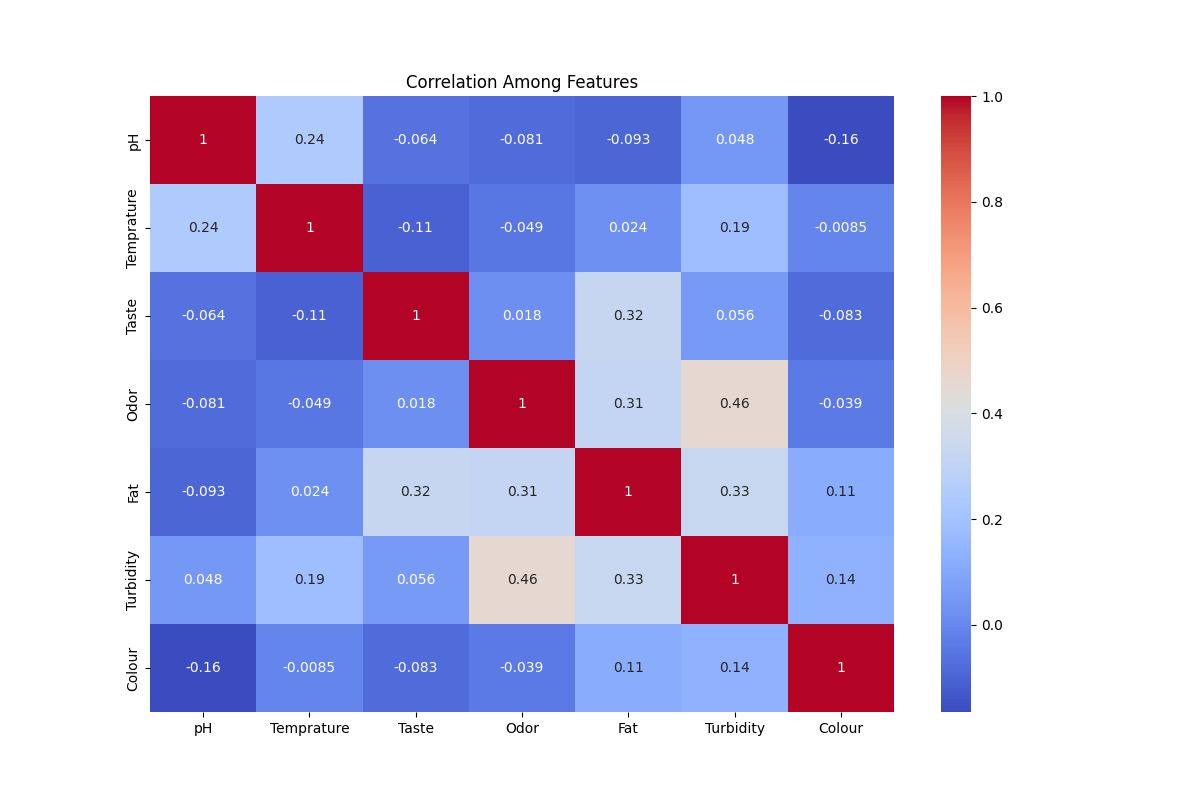 Correlation Among Features
pH 1 0.24 -0.064 -0.081 -0.093 0.048 -0.16
Temprature 0.24 1 -0.11 -0.049 0.024 0.19 -0.0085
Taste -0.064 -0.11 1 0.018 0.32 0.056 -0.083
Odor -0.081 -0.049 0.018 1 0.31 0.46 -0.039
Fat -0.093 0.024 0.32 0.31 1 0.33 0.11
Turbidity 0.048 0.19 0.056 0.46 0.33 1 0.14
Colour -0.16 -0.0085 -0.083 -0.039 0.11 0.14 1
pH Temprature Taste Odor Fat Turbidity Colour
1.0
0.8
0.6
0.4
0.2
0.0